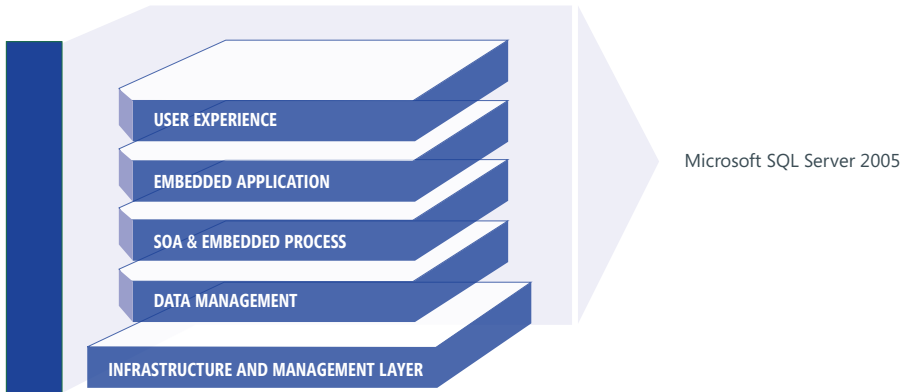 USER EXPERIENCE
EMBEDDED APPLICATION
SOA & EMBEDDED PROCESS
DATA MANAGEMENT
INFRASTRUCTURE AND MANAGEMENT LAYER
Microsoft SQL Server 2005